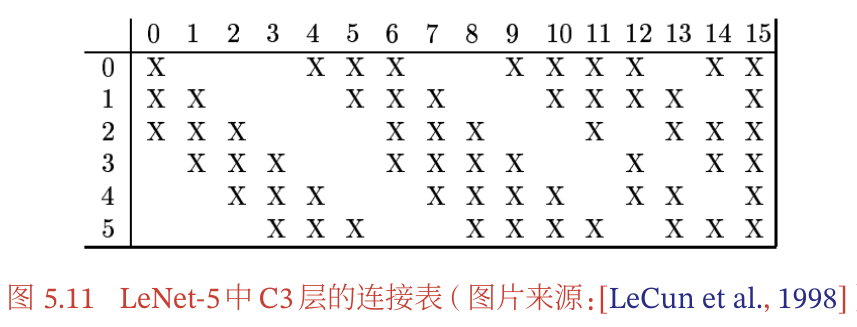 0 1 2 3 4 5 6 7 8 9 10 11 12 13 14 15
0 X X X X X X X X X X
1 X X X X X X X X X X
2 X X X X X X X X X X
3 X X X X X X X X X X
4 X X X X X X X X X X
5 X X X X X X X X X X
图 5.11 LeNet-5中C3层的连接表（图片来源：[LeCun et al., 1998]